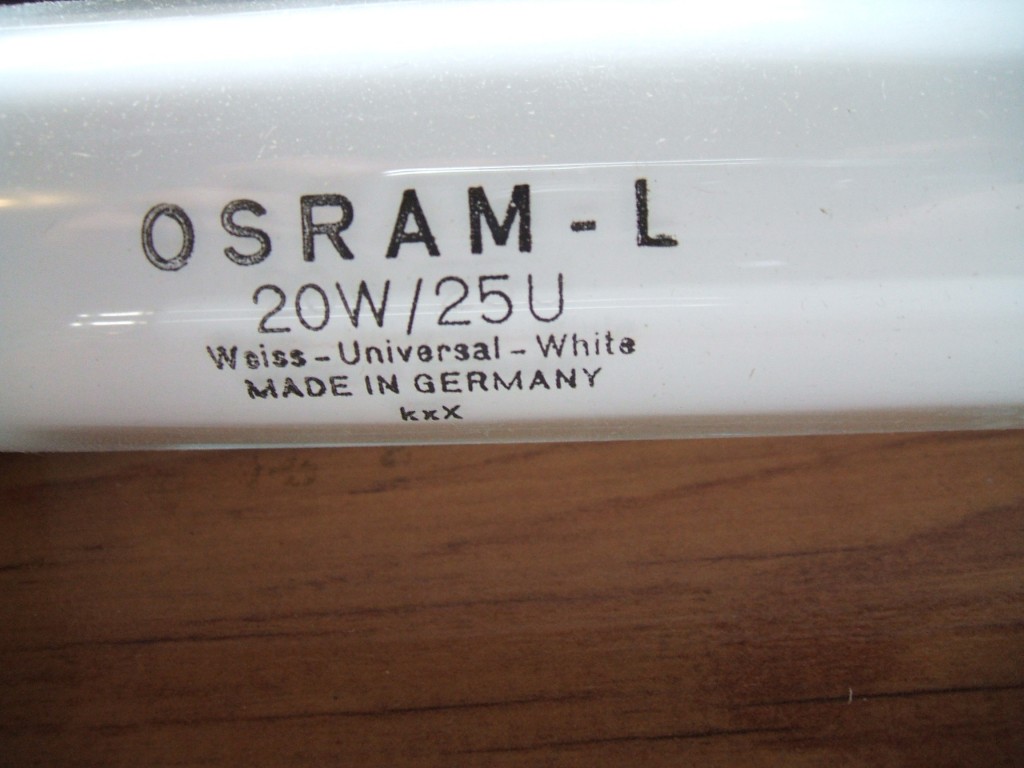 OSRAM-L
20W/25U
Weiss-Universal-White
MADE IN GERMANY
kxX